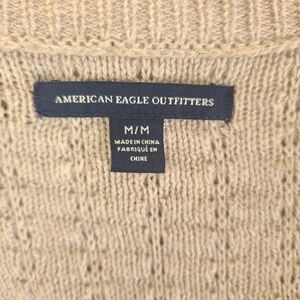 AMERICAN EAGLE OUTFITTERS
M/M
MADE IN CHINA
FABRIQUÉ EN
CHINE